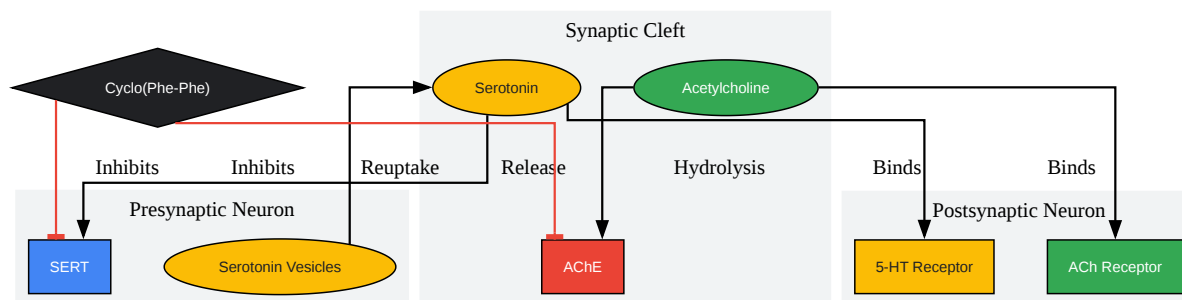 Synaptic Cleft
Cyclo(Phe-Phe)
Serotonin
Acetylcholine
Inhibits
Inhibits
Reuptake
Release
Hydrolysis
Binds
Binds
Presynaptic Neuron
Postsynaptic Neuron
SERT
Serotonin Vesicles
AChE
5-HT Receptor
ACh Receptor